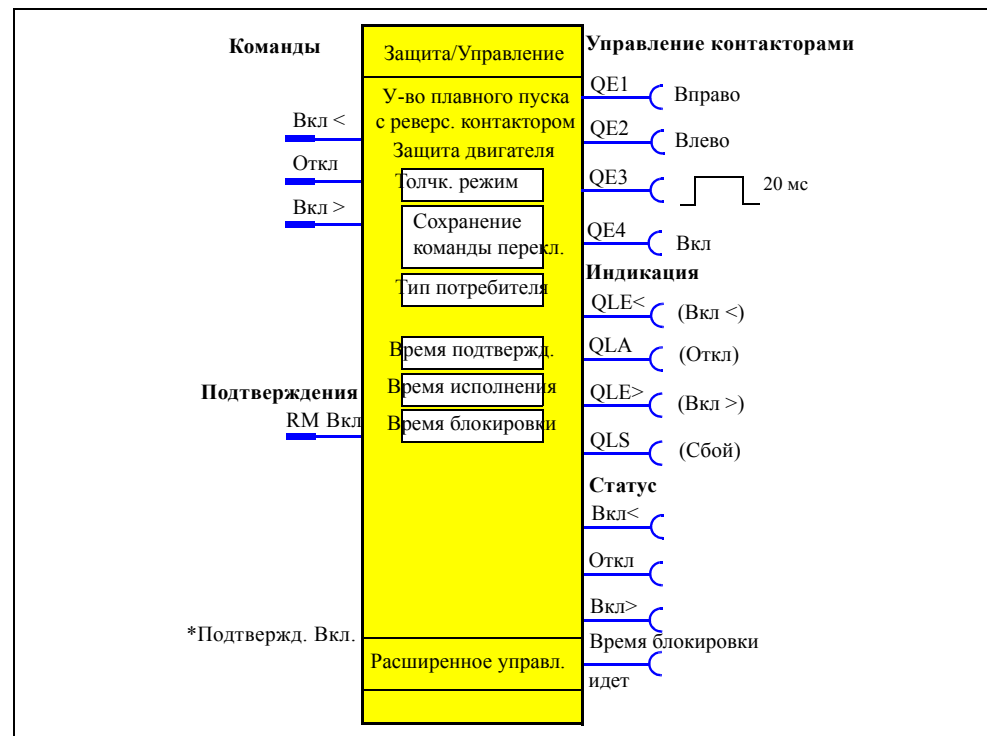 Команды
Вкл <
Откл
Вкл >
Подтверждения
RM Вкл
*Подтвержд. Вкл.
Защита/Управление
У-во плавного пуска
с реверс. контактором
Защита двигателя
Толчк. режим
Сохранение
команды перекл.
Тип потребителя
Время подтвержд.
Время исполнения
Время блокировки
Расширенное управл.
Управление контакторами
QE1 Вправо
QE2 Влево
QE3 20 мс
QE4 Вкл
Индикация
QLE< (Вкл <)
QLA (Откл)
QLE> (Вкл >)
QLS (Сбой)
Статус
Вкл<
Откл
Вкл>
Время блокировки
идет